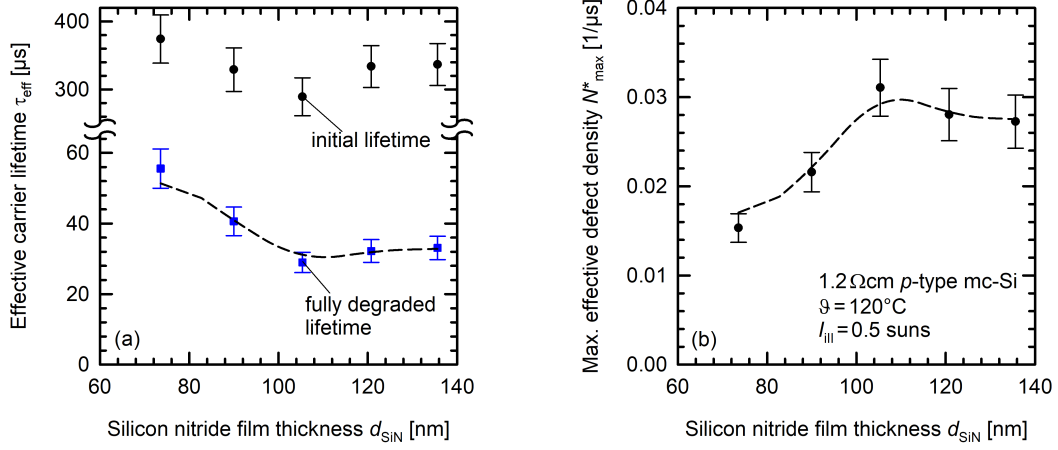 Effective carrier lifetime τeff [µs]
400
300
60
40
20
0
initial lifetime
fully degraded
lifetime
(a)
60 80 100 120 140
Silicon nitride film thickness dSiN [nm]
Max. effective defect density N*max [1/µs]
0.04
0.03
0.02
0.01
0.00
1.2 Ωcm p-type mc-Si
ϑ = 120°C
Iill = 0.5 suns
(b)
60 80 100 120 140
Silicon nitride film thickness dSiN [nm]